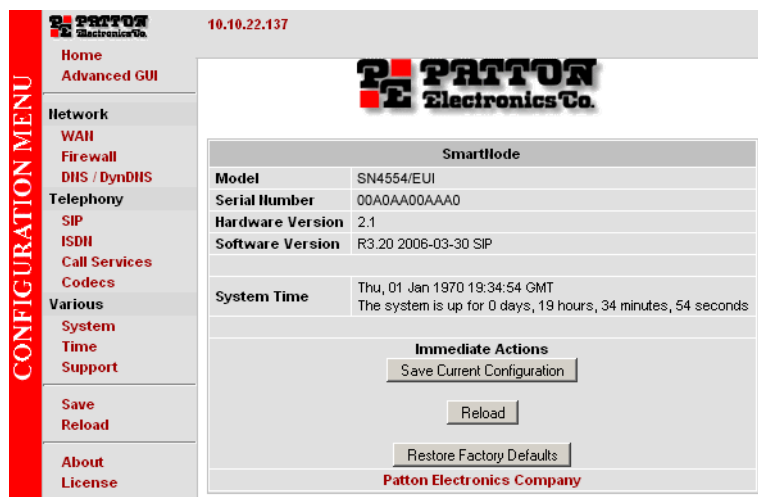 CONFIGURATION MENU
PATTON
Electronics Co.
Home
Advanced GUI
Network
WAN
Firewall
DNS / DynDNS
Telephony
SIP
ISDN
Call Services
Codecs
Various
System
Time
Support
Save
Reload
About
License
10.10.22.137
PATTON
Electronics Co.
SmartNode
Model SN4554/EUI
Serial Number 00A0AA00AAA0
Hardware Version 2.1
Software Version R3.20 2006-03-30 SIP
System Time Thu, 01 Jan 1970 19:34:54 GMT
The system is up for 0 days, 19 hours, 34 minutes, 54 seconds
Immediate Actions
Save Current Configuration
Reload
Restore Factory Defaults
Patton Electronics Company